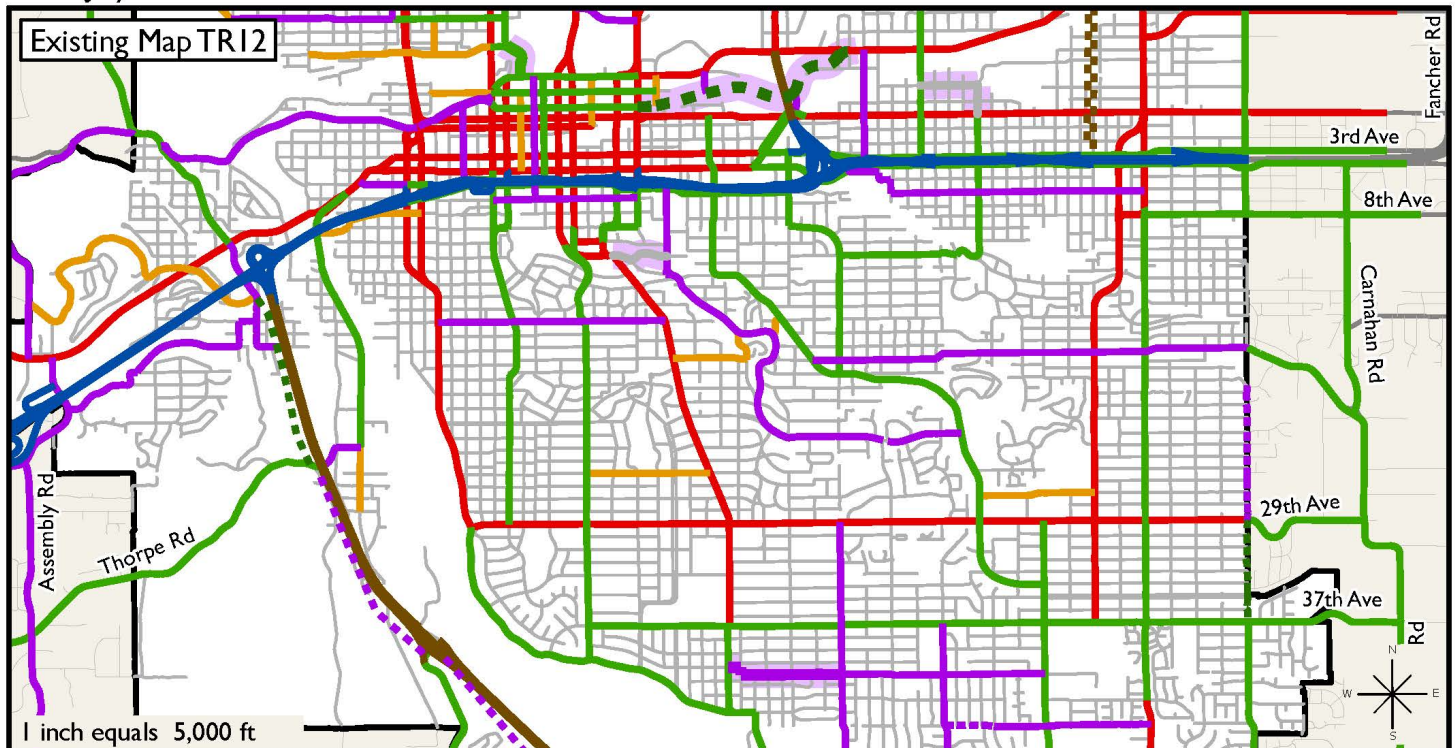 Existing Map TR12
Fancher Rd
3rd Ave
8th Ave
Carnahan Rd
Assembly Rd
Thorpe Rd
29th Ave
37th Ave
Rd
N
W E
S
1 inch equals 5,000 ft